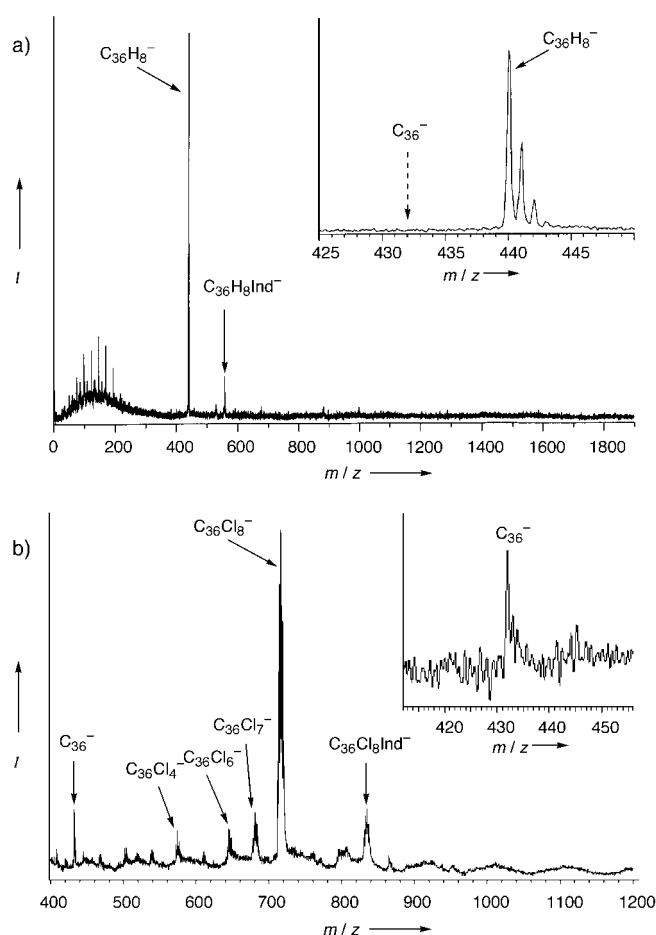 a)
C₃₆H₈⁻
C₃₆H₈⁻
C₃₆⁻
425 430 435 440 445
m / z
C₃₆H₈Ind⁻
I
0 200 400 600 800 1000 1200 1400 1600 1800
m / z
b)
C₃₆Cl₈⁻
C₃₆⁻
420 430 440 450
m / z
C₃₆Cl₇⁻
C₃₆⁻
C₃₆Cl₄⁻
C₃₆Cl₆⁻
C₃₆Cl₈Ind⁻
I
400 500 600 700 800 900 1000 1100 1200
m / z